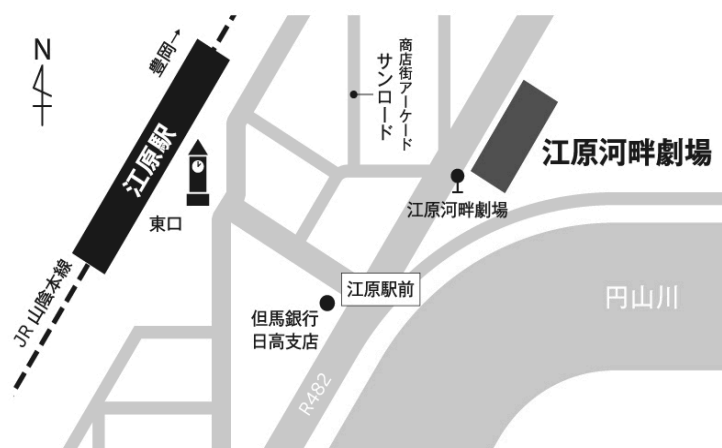 N
豊岡→
江原駅
東口
JR山陰本線
商店街アーケード
サンロード
江原河畔劇場
江原河畔劇場
江原駅前
但馬銀行
日高支店
円山川
R482